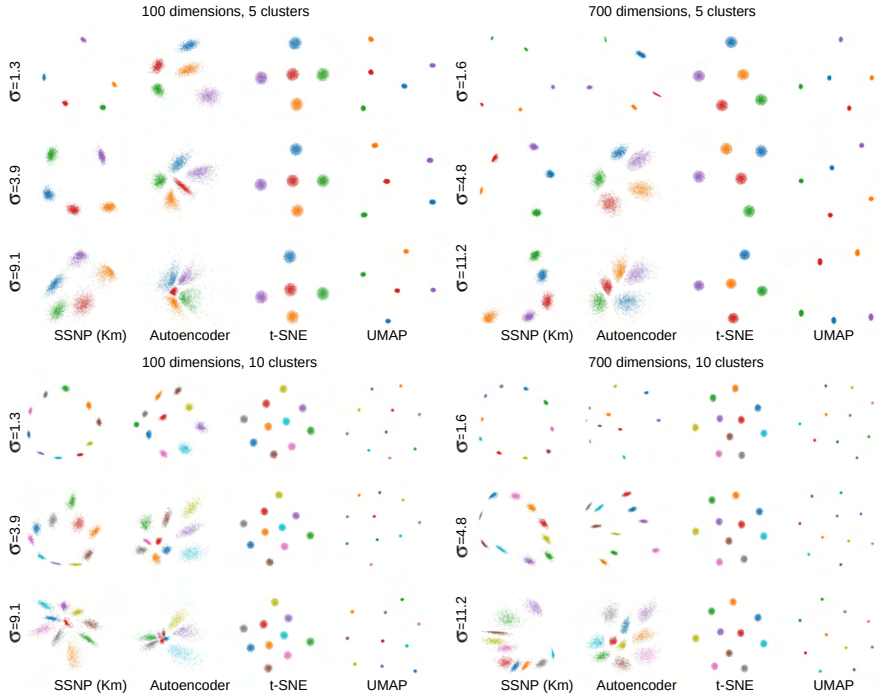 100 dimensions, 5 clusters
700 dimensions, 5 clusters
σ=1.3
σ=1.6
σ=3.9
σ=4.8
σ=9.1
σ=11.2
SSNP (Km) Autoencoder t-SNE UMAP
SSNP (Km) Autoencoder t-SNE UMAP
100 dimensions, 10 clusters
700 dimensions, 10 clusters
σ=1.3
σ=1.6
σ=3.9
σ=4.8
σ=9.1
σ=11.2
SSNP (Km) Autoencoder t-SNE UMAP
SSNP (Km) Autoencoder t-SNE UMAP